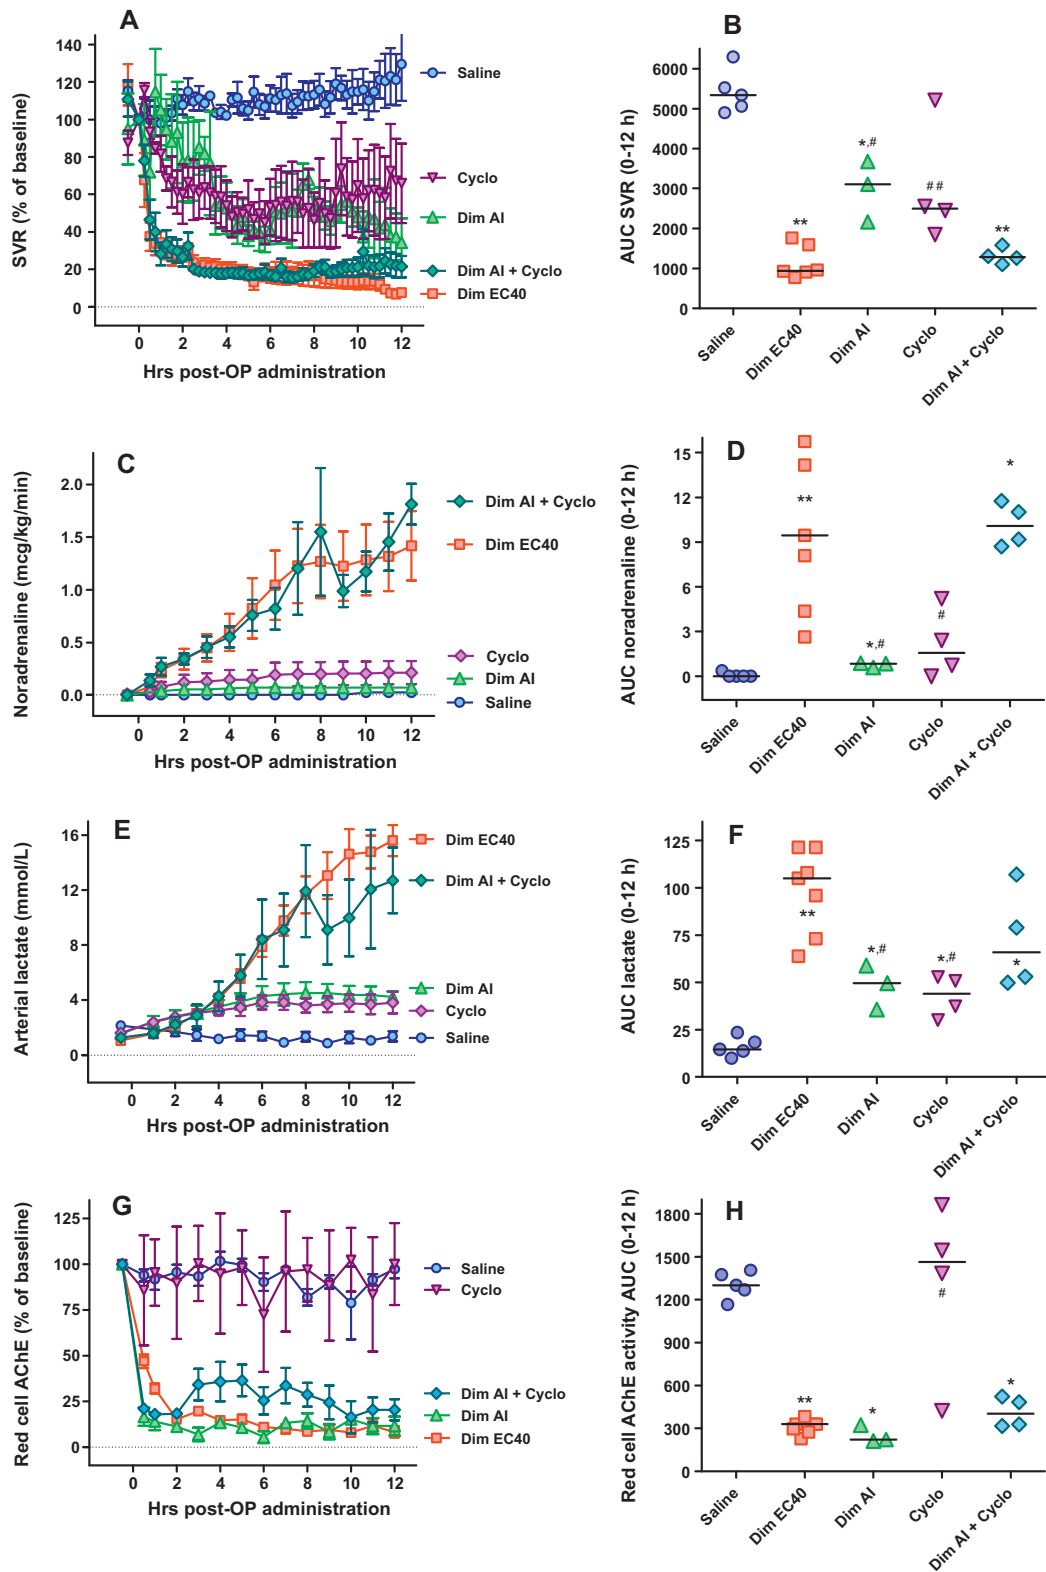 A
SVR (% of baseline)
140
120
100
80
60
40
20
0
0 2 4 6 8 10 12
Hrs post-OP administration
Saline
Cyclo
Dim AI
Dim AI + Cyclo
Dim EC40
B
AUC SVR (0-12 h)
6000
5000
4000
3000
2000
1000
0
**
*,#
##
**
Saline
Dim EC40
Dim AI
Cyclo
Dim AI + Cyclo
C
Noradrenaline (mcg/kg/min)
2.0
1.5
1.0
0.5
0.0
0 2 4 6 8 10 12
Hrs post-OP administration
Dim AI + Cyclo
Dim EC40
Cyclo
Dim AI
Saline
D
AUC noradrenaline (0-12 h)
15
12
9
6
3
0
**
*,#
#
*
Saline
Dim EC40
Dim AI
Cyclo
Dim AI + Cyclo
E
Arterial lactate (mmol/L)
16
12
8
4
0
0 2 4 6 8 10 12
Hrs post-OP administration
Dim EC40
Dim AI + Cyclo
Dim AI
Cyclo
Saline
F
AUC lactate (0-12 h)
125
100
75
50
25
0
**
*,#
*,#
*
Saline
Dim EC40
Dim AI
Cyclo
Dim AI + Cyclo
G
Red cell AChE (% of baseline)
125
100
75
50
25
0
0 2 4 6 8 10 12
Hrs post-OP administration
Saline
Cyclo
Dim AI + Cyclo
Dim AI
Dim EC40
H
Red cell AChE activity AUC (0-12 h)
1800
1500
1200
900
600
300
0
**
*
#
*
Saline
Dim EC40
Dim AI
Cyclo
Dim AI + Cyclo